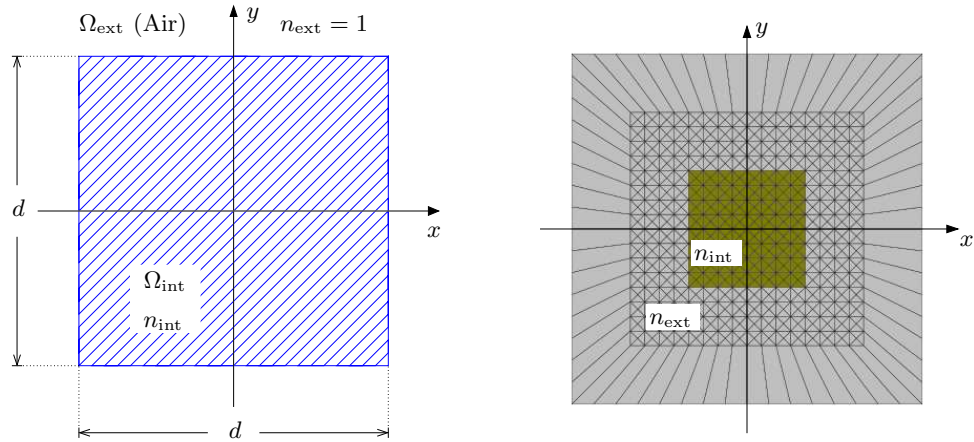 Ω_ext (Air) y n_ext = 1
y
d
x
x
n_int
Ω_int
n_int
n_ext
d